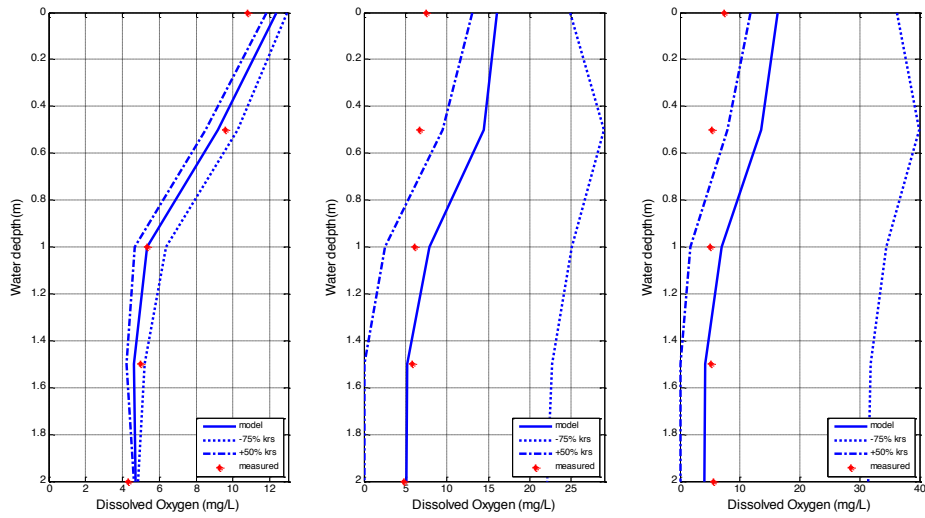 0
0.2
0.4
0.6
0.8
1
1.2
1.4
1.6
1.8
2
Water dedpth(m)
0 2 4 6 8 10 12
Dissolved Oxygen (mg/L)
model
-75% krs
+50% krs
measured
0
0.2
0.4
0.6
0.8
1
1.2
1.4
1.6
1.8
2
Water dedpth(m)
0 5 10 15 20 25
Dissolved Oxygen (mg/L)
model
-75% krs
+50% krs
measured
0
0.2
0.4
0.6
0.8
1
1.2
1.4
1.6
1.8
2
Water dedpth(m)
0 10 20 30 40
Dissolved Oxygen (mg/L)
model
-75% krs
+50% krs
measured